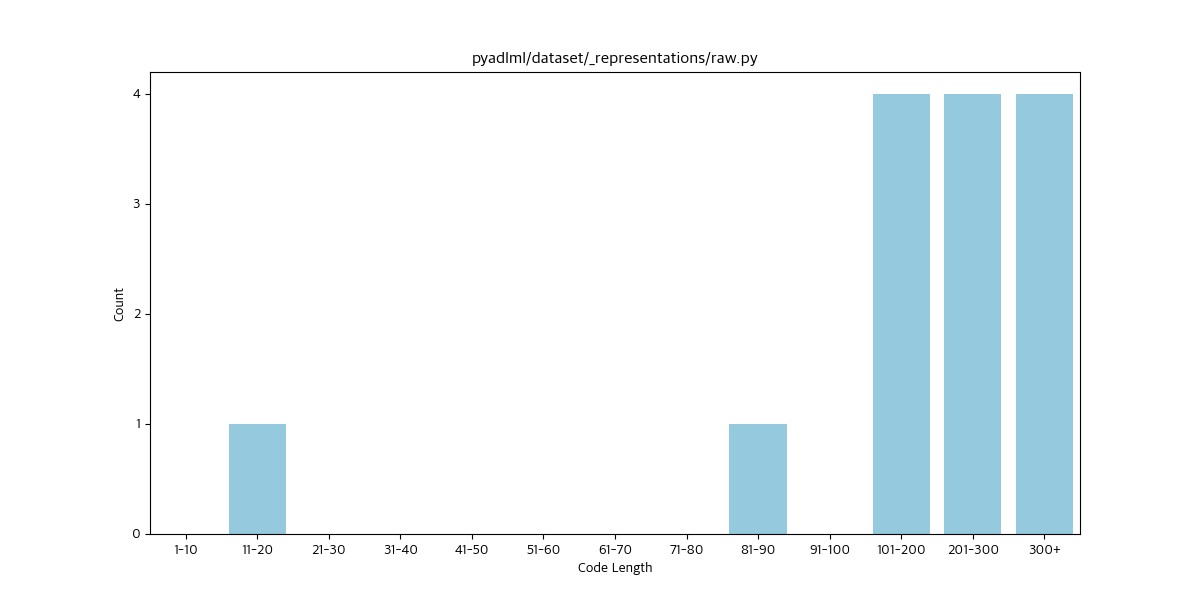 pyadlml/dataset/_representations/raw.py
Count
4
3
2
1
0
1-10 11-20 21-30 31-40 41-50 51-60 61-70 71-80 81-90 91-100 101-200 201-300 300+
Code Length